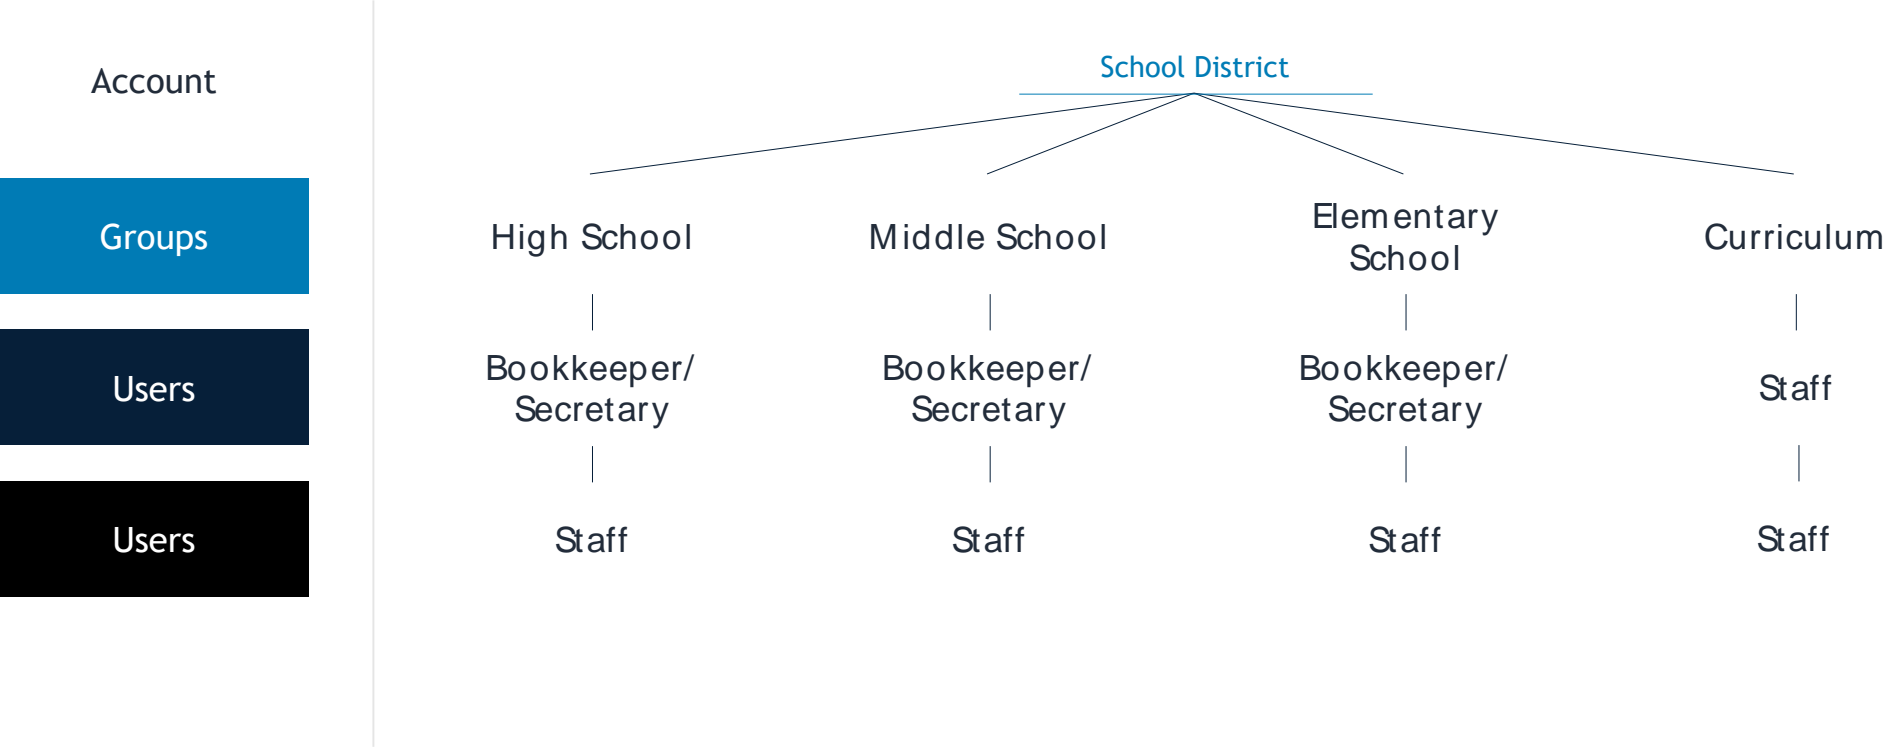 Account
School District
Groups
High School
Middle School
Elementary
School
Curriculum
Users
Bookkeeper/
Secretary
Bookkeeper/
Secretary
Bookkeeper/
Secretary
Staff
Users
Staff
Staff
Staff
Staff